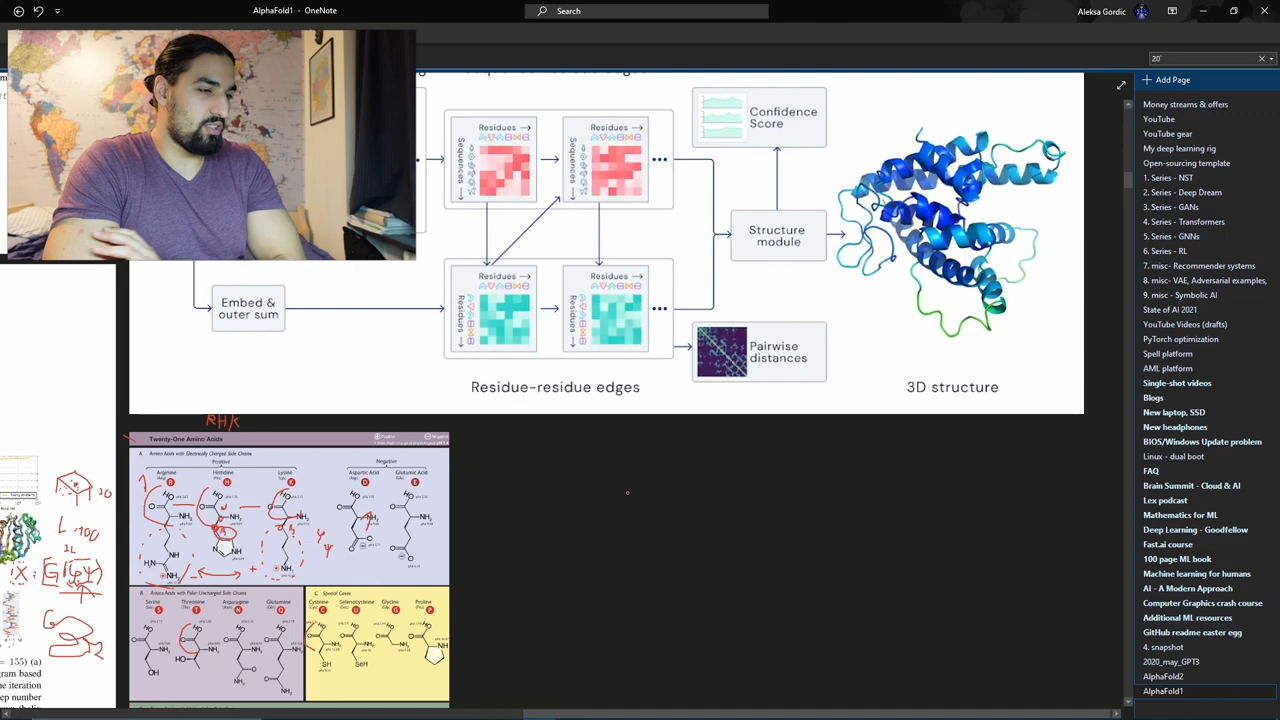 AlphaFold1 - OneNote
Search
Aleksa Gordic
20'
Add Page
Money streams & offers
YouTube
YouTube gear
My deep learning rig
Open-sourcing template
1. Series - NST
2. Series - Deep Dream
3. Series - GANs
4. Series - Transformers
5. Series - GNNs
6. Series - RL
7. misc- Recommender systems
8. misc - VAE, Adversarial examples,
9. misc - Symbolic AI
State of AI 2021
YouTube Videos (drafts)
PyTorch optimization
Spell platform
AML platform
Single-shot videos
Blogs
New laptop, SSD
New headphones
BIOS/Windows Update problem
Linux - dual boot
FAQ
Brain Summit - Cloud & AI
Lex podcast
Mathematics for ML
Deep Learning - Goodfellow
Fast.ai course
100 page ML book
Machine learning for humans
AI - A Modern Approach
Computer Graphics crash course
Additional ML resources
GitHub readme easter egg
4. snapshot
2020_may_GPT3
AlphaFold2
AlphaFold1
Residues
Sequences
Residues
Sequences
Confidence
Score
Structure
module
Embed &
outer sum
Residues
Residues
Residues
Residues
Pairwise
distances
Residue-residue edges
3D structure
RHK
Twenty-One Amino Acids
A. Amino Acids with Electrically Charged Side Chains
Positive
Negative
Arginine
R
Histidine
H
Lysine
K
Aspartic Acid
D
Glutamic Acid
E
B. Amino Acids with Polar Uncharged Side Chains
Serine
S
Threonine
T
Asparagine
N
Glutamine
Q
C. Special Cases
Cysteine
C
Selenocysteine
U
Glycine
G
Proline
P
L=100
= 155) (a)
gram based
he iteration
ep number